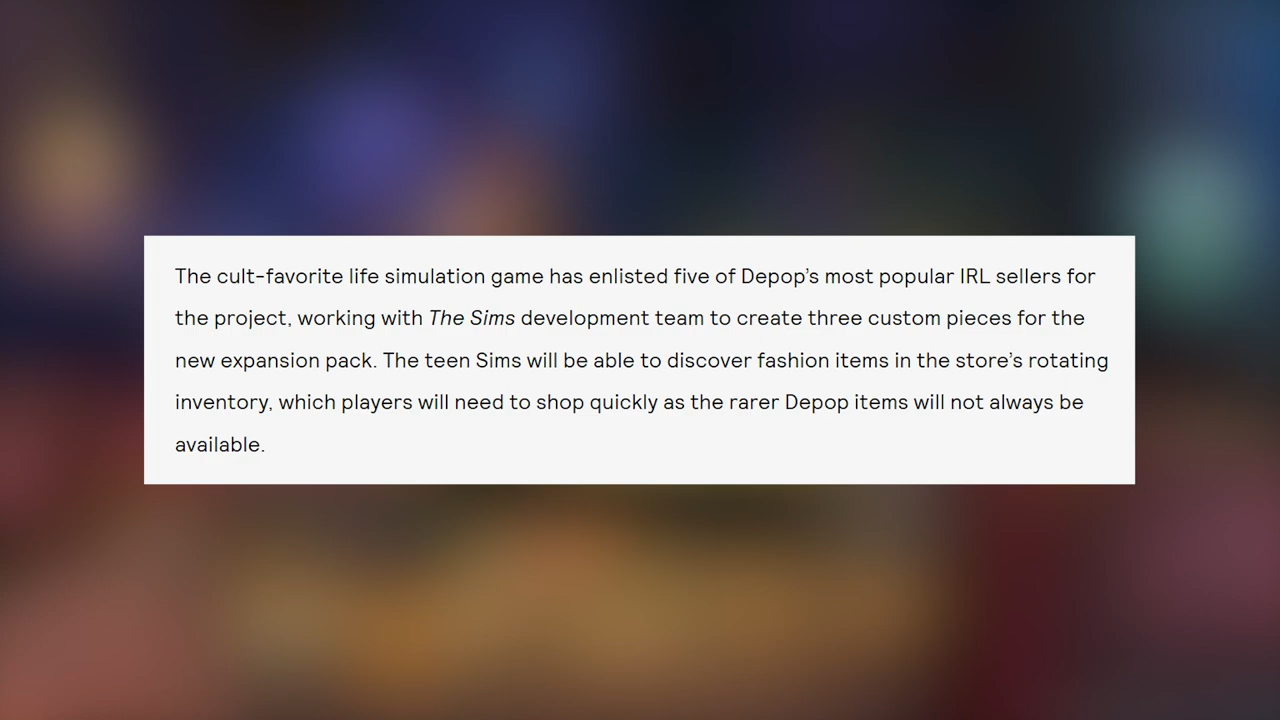 The cult-favorite life simulation game has enlisted five of Depop’s most popular IRL sellers for
the project, working with The Sims development team to create three custom pieces for the
new expansion pack. The teen Sims will be able to discover fashion items in the store’s rotating
inventory, which players will need to shop quickly as the rarer Depop items will not always be
available.